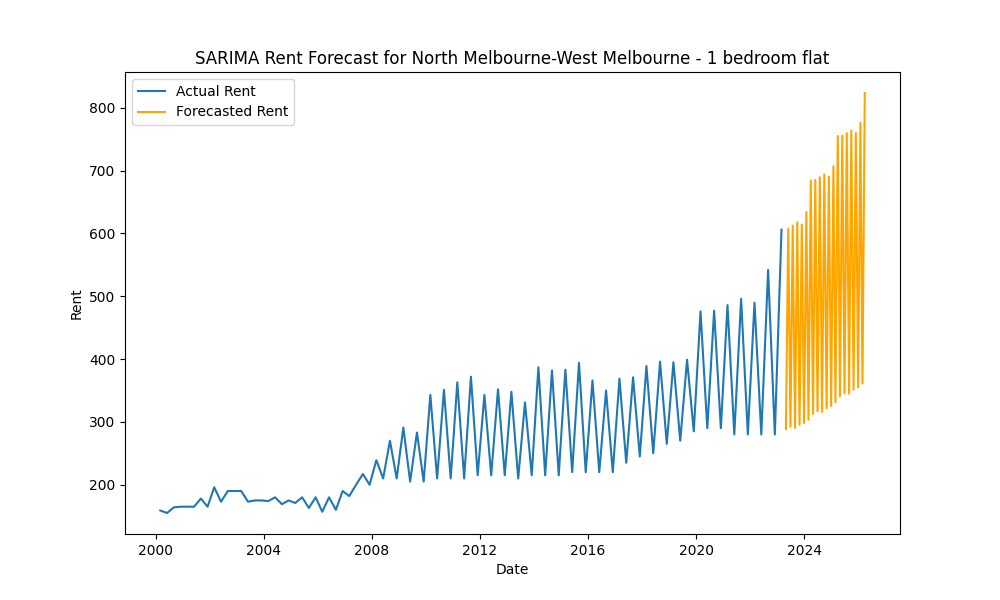 SARIMA Rent Forecast for North Melbourne-West Melbourne - 1 bedroom flat
Actual Rent
Forecasted Rent
800
700
600
500
400
300
200
Rent
2000 2004 2008 2012 2016 2020 2024
Date